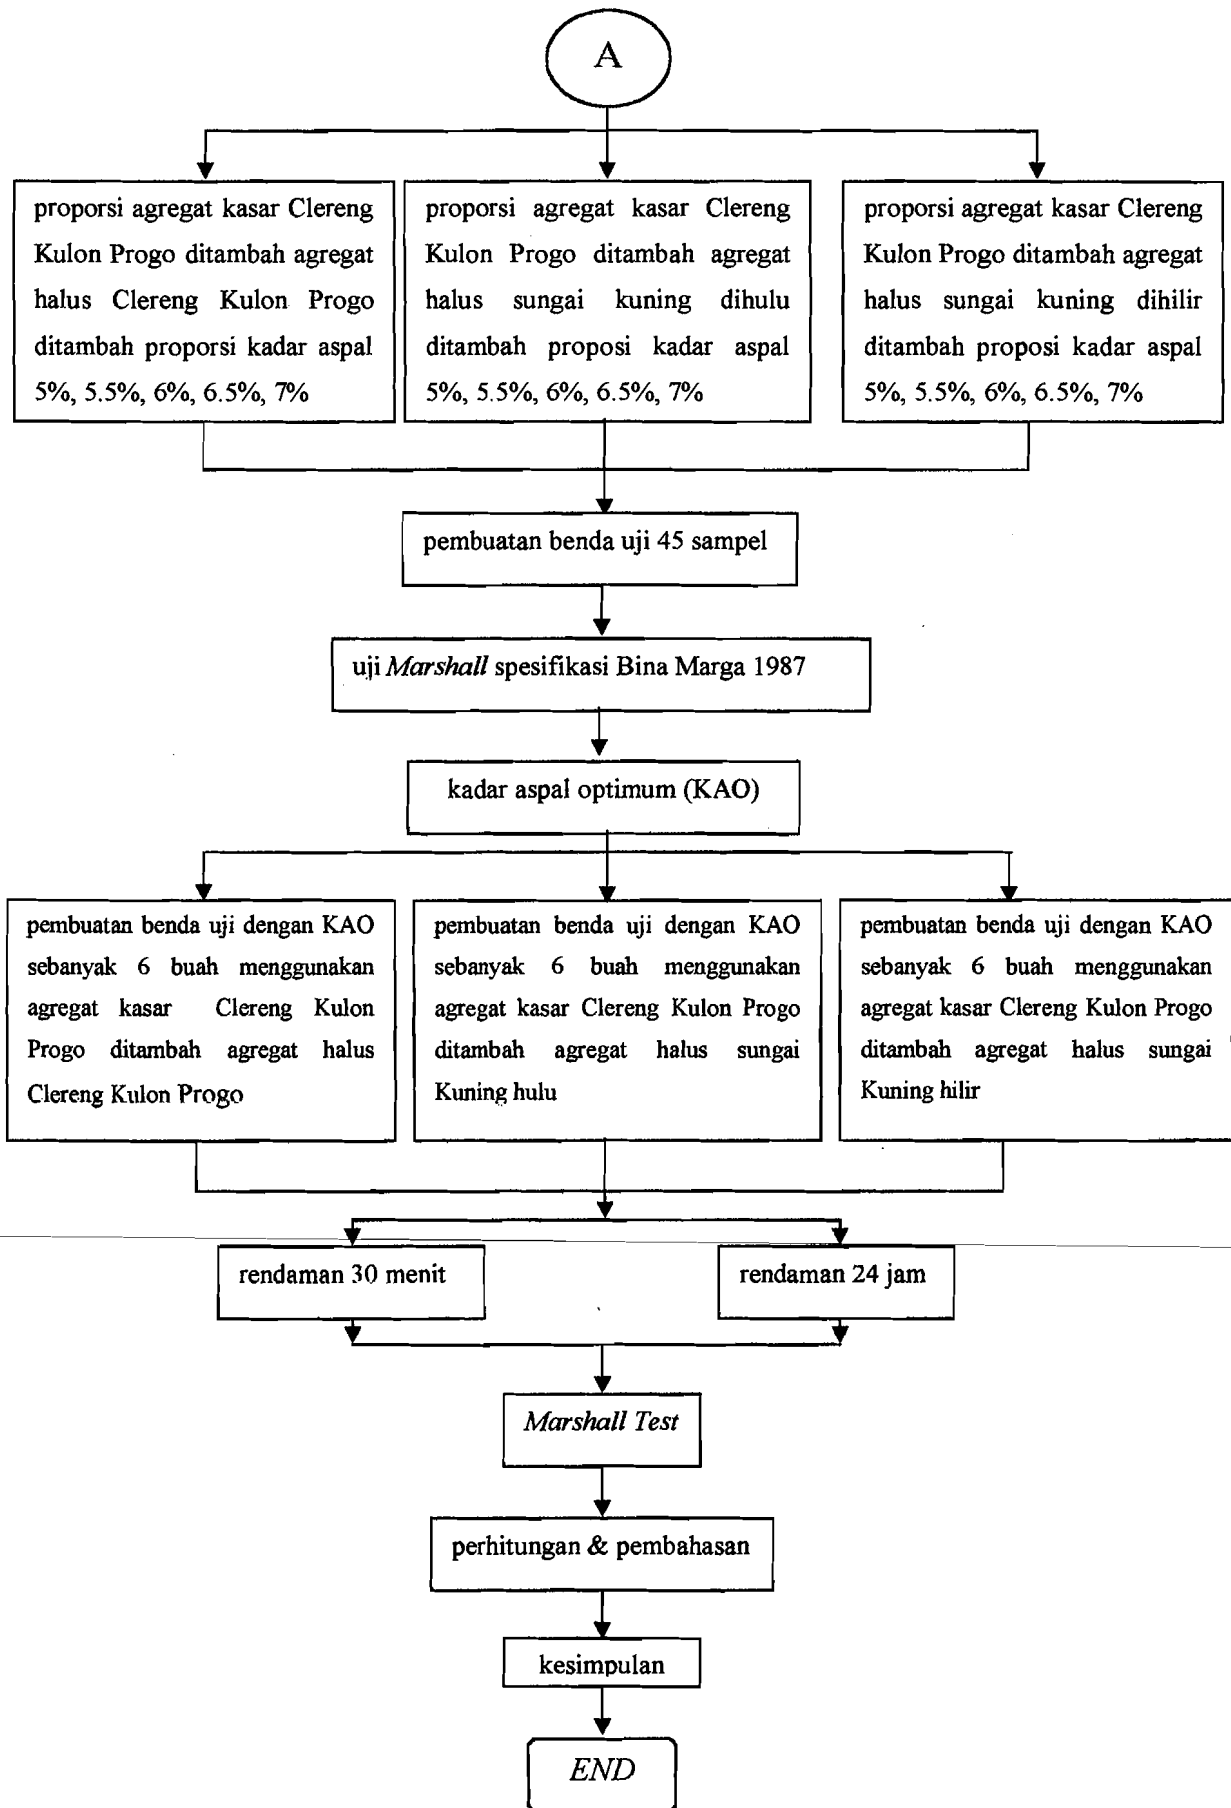 A
proporsi agregat kasar Clereng
Kulon Progo ditambah agregat
halus Clereng Kulon Progo
ditambah proporsi kadar aspal
5%, 5.5%, 6%, 6.5%, 7%
proporsi agregat kasar Clereng
Kulon Progo ditambah agregat
halus sungai kuning dihulu
ditambah proposi kadar aspal
5%, 5.5%, 6%, 6.5%, 7%
proporsi agregat kasar Clereng
Kulon Progo ditambah agregat
halus sungai kuning dihilir
ditambah proposi kadar aspal
5%, 5.5%, 6%, 6.5%, 7%
pembuatan benda uji 45 sampel
uji Marshall spesifikasi Bina Marga 1987
kadar aspal optimum (KAO)
pembuatan benda uji dengan KAO
sebanyak 6 buah menggunakan
agregat kasar Clereng Kulon
Progo ditambah agregat halus
Clereng Kulon Progo
pembuatan benda uji dengan KAO
sebanyak 6 buah menggunakan
agregat kasar Clereng Kulon Progo
ditambah agregat halus sungai
Kuning hulu
pembuatan benda uji dengan KAO
sebanyak 6 buah menggunakan
agregat kasar Clereng Kulon Progo
ditambah agregat halus sungai
Kuning hilir
rendaman 30 menit
rendaman 24 jam
Marshall Test
perhitungan & pembahasan
kesimpulan
END